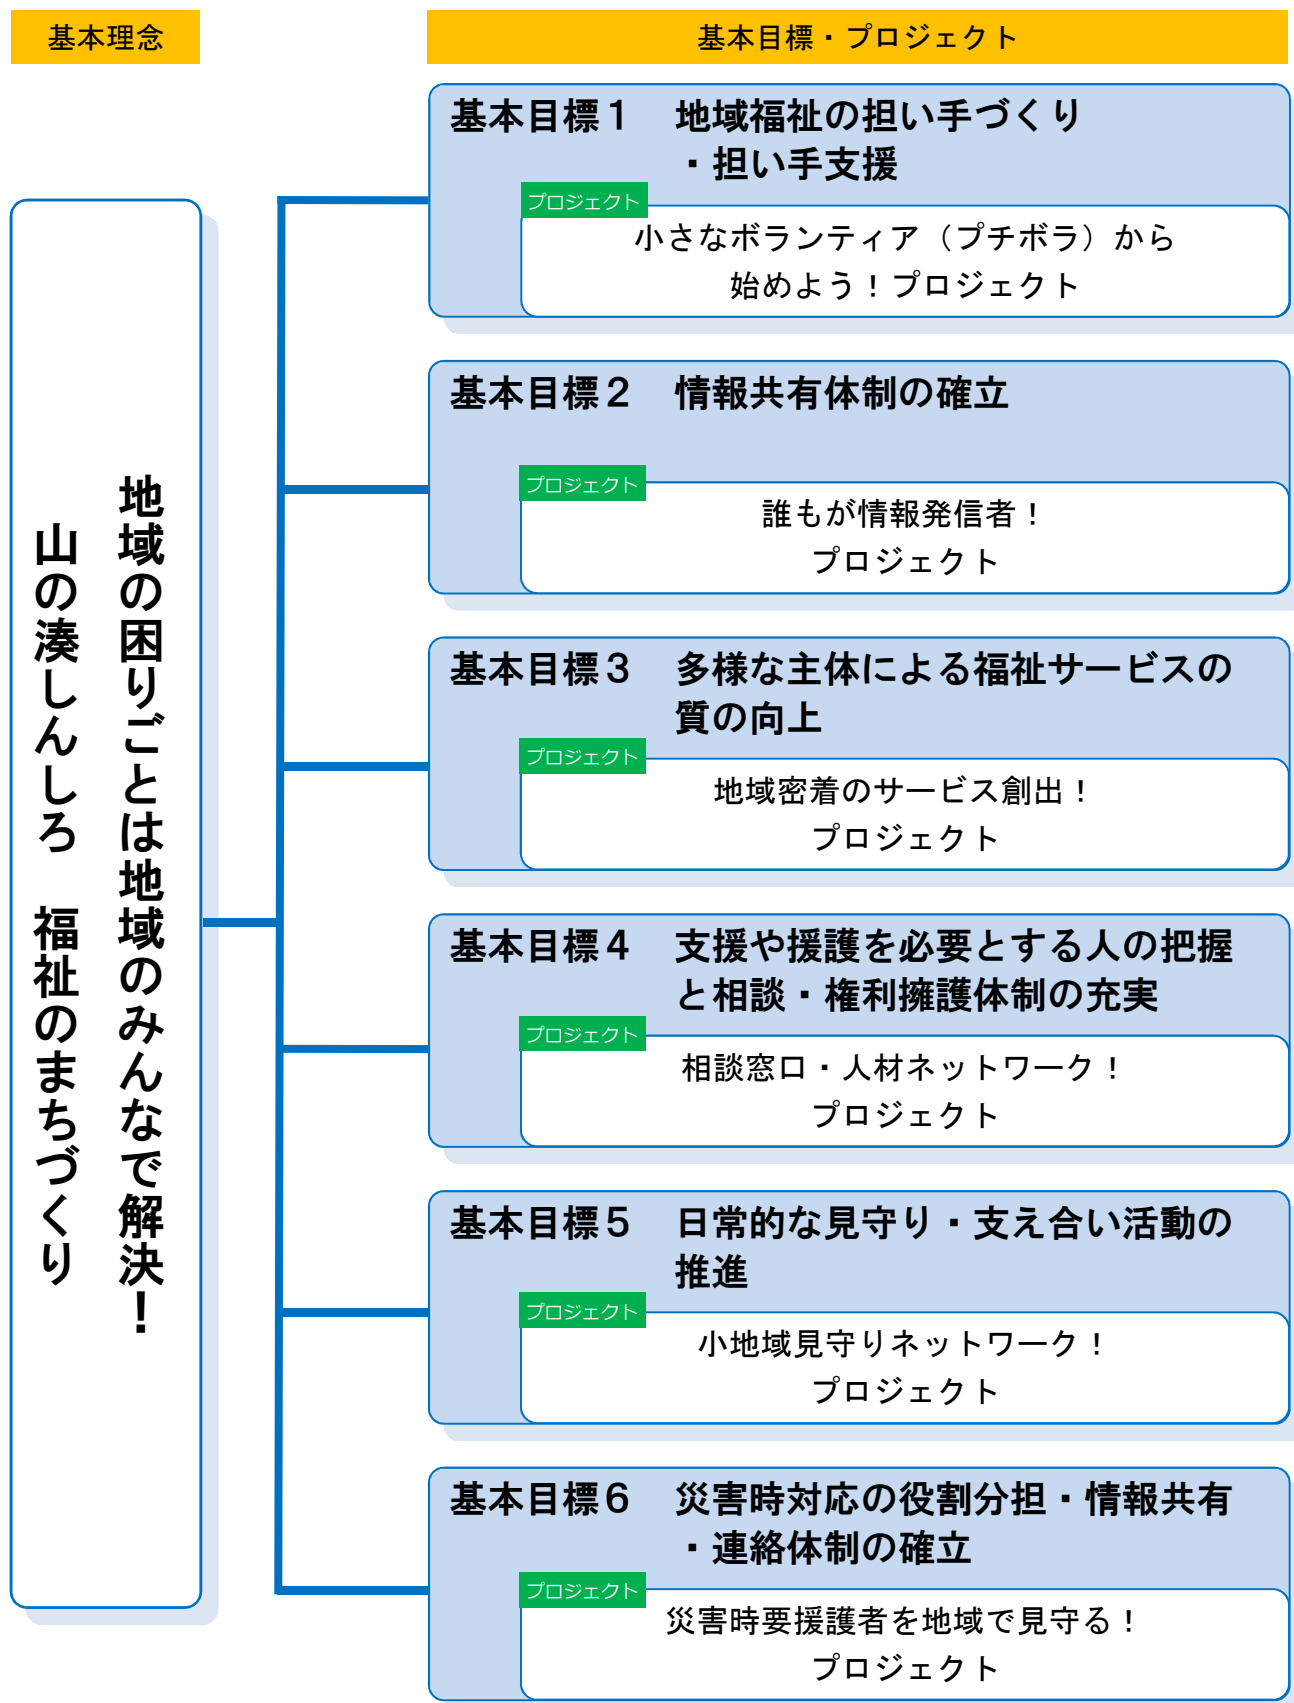 基本理念
基本目標・プロジェクト
地域の困りごとは地域のみんなで解決！
山の湊しんしろ　福祉のまちづくり
基本目標１　地域福祉の担い手づくり
・担い手支援
プロジェクト
小さなボランティア（プチボラ）から
始めよう！プロジェクト
基本目標２　情報共有体制の確立
プロジェクト
誰もが情報発信者！
プロジェクト
基本目標３　多様な主体による福祉サービスの
質の向上
プロジェクト
地域密着のサービス創出！
プロジェクト
基本目標４　支援や援護を必要とする人の把握
と相談・権利擁護体制の充実
プロジェクト
相談窓口・人材ネットワーク！
プロジェクト
基本目標５　日常的な見守り・支え合い活動の
推進
プロジェクト
小地域見守りネットワーク！
プロジェクト
基本目標６　災害時対応の役割分担・情報共有
・連絡体制の確立
プロジェクト
災害時要援護者を地域で見守る！
プロジェクト